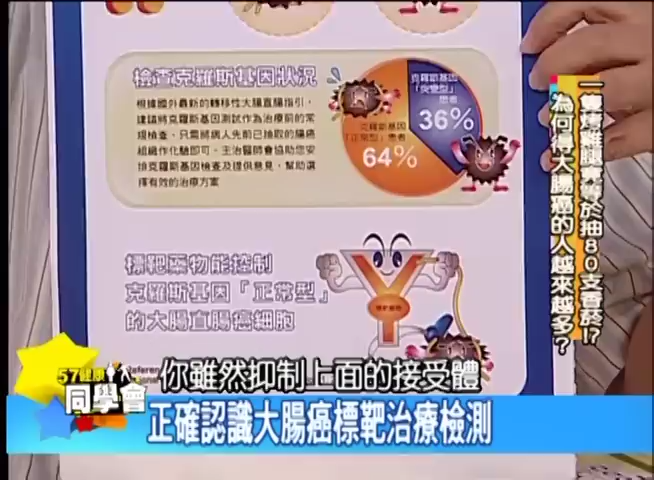 檢查克羅斯基因狀況
根據國外最新的轉移性大腸直腸指引，
建議將克羅斯基因測試作為治療前的常
規檢查，只需將病人先前已抽取的腸癌
組織作化驗即可。主治醫師會協助您安
排克羅斯基因檢查及提供意見，幫助選
擇有效的治療方案
克羅斯基因
「突變型」
患者
36%
克羅斯基因
「正常型」患者
64%
標靶藥物能控制
克羅斯基因「正常型」
的大腸直腸癌細胞
一隻烤雞腿真等於抽80支香菸!?
為何得大腸癌的人越來越多?
57健康
同學會
你雖然抑制上面的接受體
正確認識大腸癌標靶治療檢測